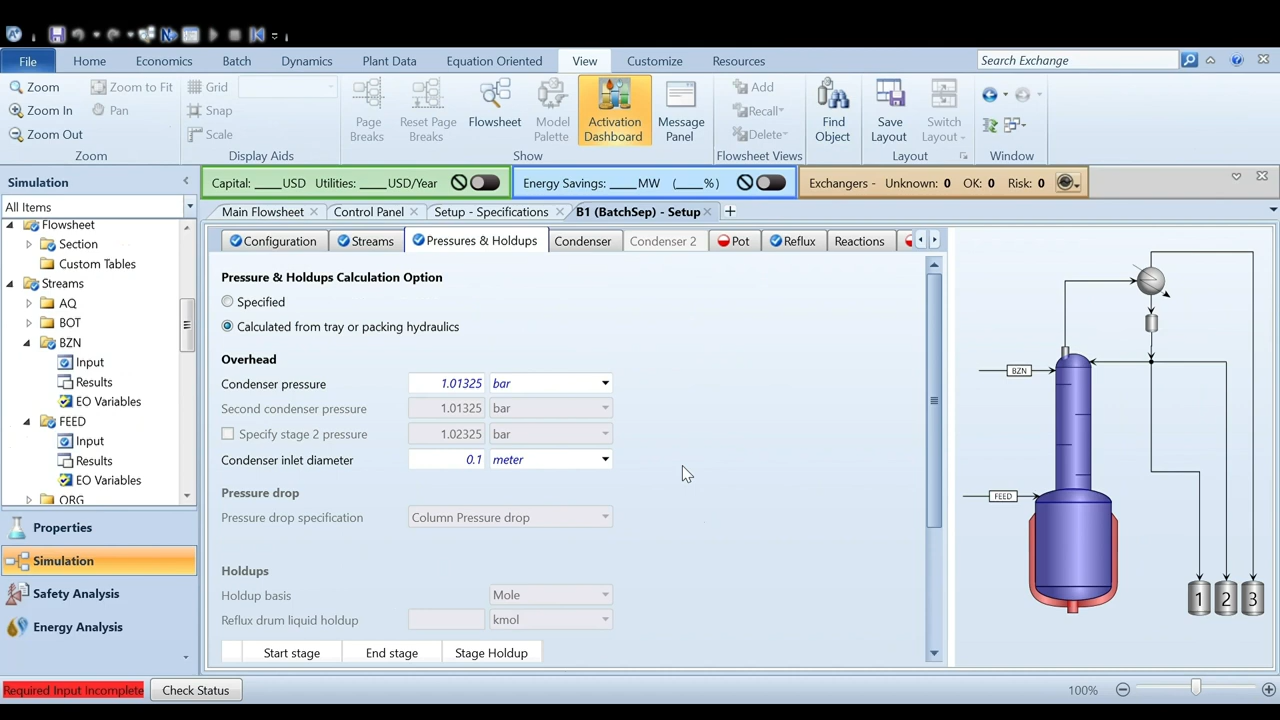 File Home Economics Batch Dynamics Plant Data Equation Oriented View Customize Resources Search Exchange
Zoom Zoom to Fit Grid
Zoom In Pan Snap
Zoom Out Scale
Page Breaks Reset Page Breaks Flowsheet Model Palette Activation Dashboard Message Panel
Add
Recall
Delete
Find Object Save Layout Switch Layout
Zoom Display Aids Show Flowsheet Views Layout Window
Simulation
All Items
Capital: ____USD Utilities: ____USD/Year Energy Savings: ____MW (____%) Exchangers - Unknown: 0 OK: 0 Risk: 0
Main Flowsheet Control Panel Setup - Specifications B1 (BatchSep) - Setup +
Configuration Streams Pressures & Holdups Condenser Condenser 2 Pot Reflux Reactions
Flowsheet
Section
Custom Tables
Streams
AQ
BOT
BZN
Input
Results
EO Variables
FEED
Input
Results
EO Variables
ORG
Properties
Simulation
Safety Analysis
Energy Analysis
Pressure & Holdups Calculation Option
Specified
Calculated from tray or packing hydraulics
Overhead
Condenser pressure 1.01325 bar
Second condenser pressure 1.01325 bar
Specify stage 2 pressure 1.02325 bar
Condenser inlet diameter 0.1 meter
Pressure drop
Pressure drop specification Column Pressure drop
Holdups
Holdup basis Mole
Reflux drum liquid holdup kmol
Start stage End stage Stage Holdup
BZN
FEED
1 2 3
Required Input Incomplete Check Status 100%